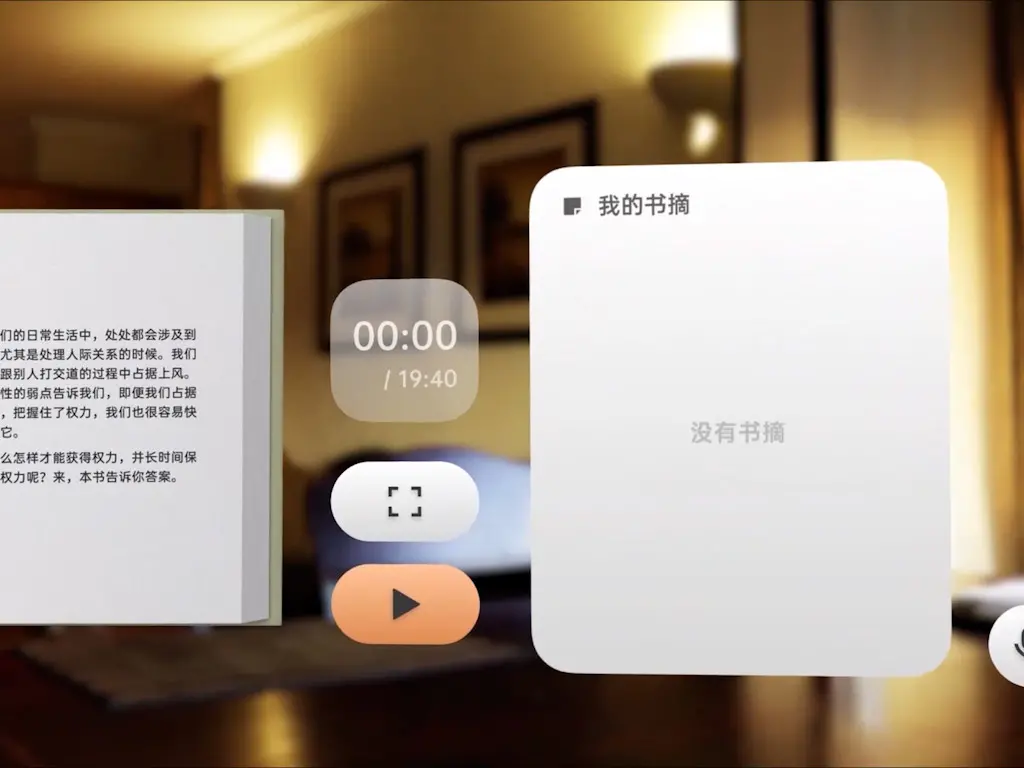 们的日常生活中，处处都会涉及到
尤其是处理人际关系的时候。我们
跟别人打交道的过程中占据上风。
性的弱点告诉我们，即便我们占据
，把握住了权力，我们也很容易快
它。
么怎样才能获得权力，并长时间保
权力呢？来，本书告诉你答案。
00:00
/ 19:40
我的书摘
没有书摘